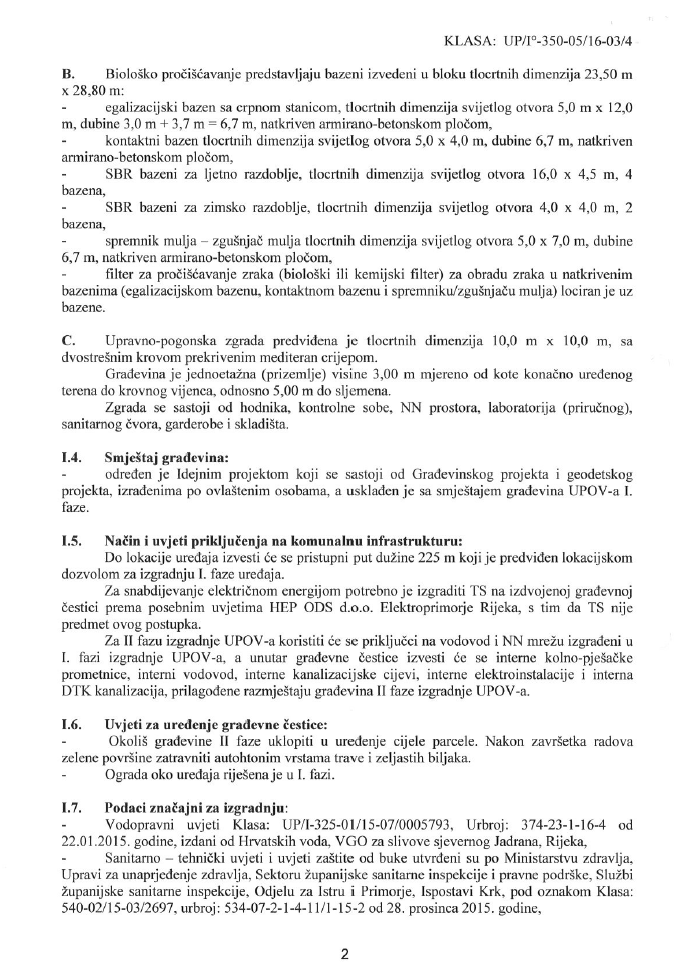 KLASA: UP/I°-350-05/16-03/4
B. Biološko pročišćavanje predstavljaju bazeni izvedeni u bloku tlocrtnih dimenzija 23,50 m
x 28,80 m:
- egalizacijski bazen sa crpnom stanicom, tlocrtnih dimenzija svijetlog otvora 5,0 m x 12,0
m, dubine 3,0 m + 3,7 m = 6,7 m, natkriven armirano-betonskom pločom,
- kontaktni bazen tlocrtnih dimenzija svijetlog otvora 5,0 x 4,0 m, dubine 6,7 m, natkriven
armirano-betonskom pločom,
- SBR bazeni za ljetno razdoblje, tlocrtnih dimenzija svijetlog otvora 16,0 x 4,5 m, 4
bazena,
- SBR bazeni za zimsko razdoblje, tlocrtnih dimenzija svijetlog otvora 4,0 x 4,0 m, 2
bazena,
- spremnik mulja – zgušnjač mulja tlocrtnih dimenzija svijetlog otvora 5,0 x 7,0 m, dubine
6,7 m, natkriven armirano-betonskom pločom,
- filter za pročišćavanje zraka (biološki ili kemijski filter) za obradu zraka u natkrivenim
bazenima (egalizacijskom bazenu, kontaktnom bazenu i spremniku/zgušnjaču mulja) lociran je uz
bazene.
C. Upravno-pogonska zgrada predviđena je tlocrtnih dimenzija 10,0 m x 10,0 m, sa
dvostrešnim krovom prekrivenim mediteran crijepom.
Građevina je jednoetažna (prizemlje) visine 3,00 m mjereno od kote konačno uređenog
terena do krovnog vijenca, odnosno 5,00 m do sljemena.
Zgrada se sastoji od hodnika, kontrolne sobe, NN prostora, laboratorija (priručnog),
sanitarnog čvora, garderobe i skladišta.
I.4. Smještaj građevina:
- određen je Idejnim projektom koji se sastoji od Građevinskog projekta i geodetskog
projekta, izrađenima po ovlaštenim osobama, a usklađen je sa smještajem građevina UPOV-a I.
faze.
I.5. Način i uvjeti priključenja na komunalnu infrastrukturu:
Do lokacije uređaja izvesti će se pristupni put dužine 225 m koji je predviđen lokacijskom
dozvolom za izgradnju I. faze uređaja.
Za snabdijevanje električnom energijom potrebno je izgraditi TS na izdvojenoj građevnoj
čestici prema posebnim uvjetima HEP ODS d.o.o. Elektroprimorje Rijeka, s tim da TS nije
predmet ovog postupka.
Za II fazu izgradnje UPOV-a koristiti će se priključci na vodovod i NN mrežu izgrađeni u
I. fazi izgradnje UPOV-a, a unutar građevne čestice izvesti će se interne kolno-pješačke
prometnice, interni vodovod, interne kanalizacijske cijevi, interne elektroinstalacije i interna
DTK kanalizacija, prilagođene razmještaju građevina II faze izgradnje UPOV-a.
I.6. Uvjeti za uređenje građevne čestice:
- Okoliš građevine II faze uklopiti u uređenje cijele parcele. Nakon završetka radova
zelene površine zatravniti autohtonim vrstama trave i zeljastih biljaka.
- Ograda oko uređaja riješena je u I. fazi.
I.7. Podaci značajni za izgradnju:
- Vodopravni uvjeti Klasa: UP/I-325-01/15-07/0005793, Urbroj: 374-23-1-16-4 od
22.01.2015. godine, izdani od Hrvatskih voda, VGO za slivove sjevernog Jadrana, Rijeka,
- Sanitarno – tehnički uvjeti i uvjeti zaštite od buke utvrđeni su po Ministarstvu zdravlja,
Upravi za unaprjeđenje zdravlja, Sektoru županijske sanitarne inspekcije i pravne podrške, Službi
županijske sanitarne inspekcije, Odjelu za Istru i Primorje, Ispostavi Krk, pod oznakom Klasa:
540-02/15-03/2697, urbroj: 534-07-2-1-4-11/1-15-2 od 28. prosinca 2015. godine,
2